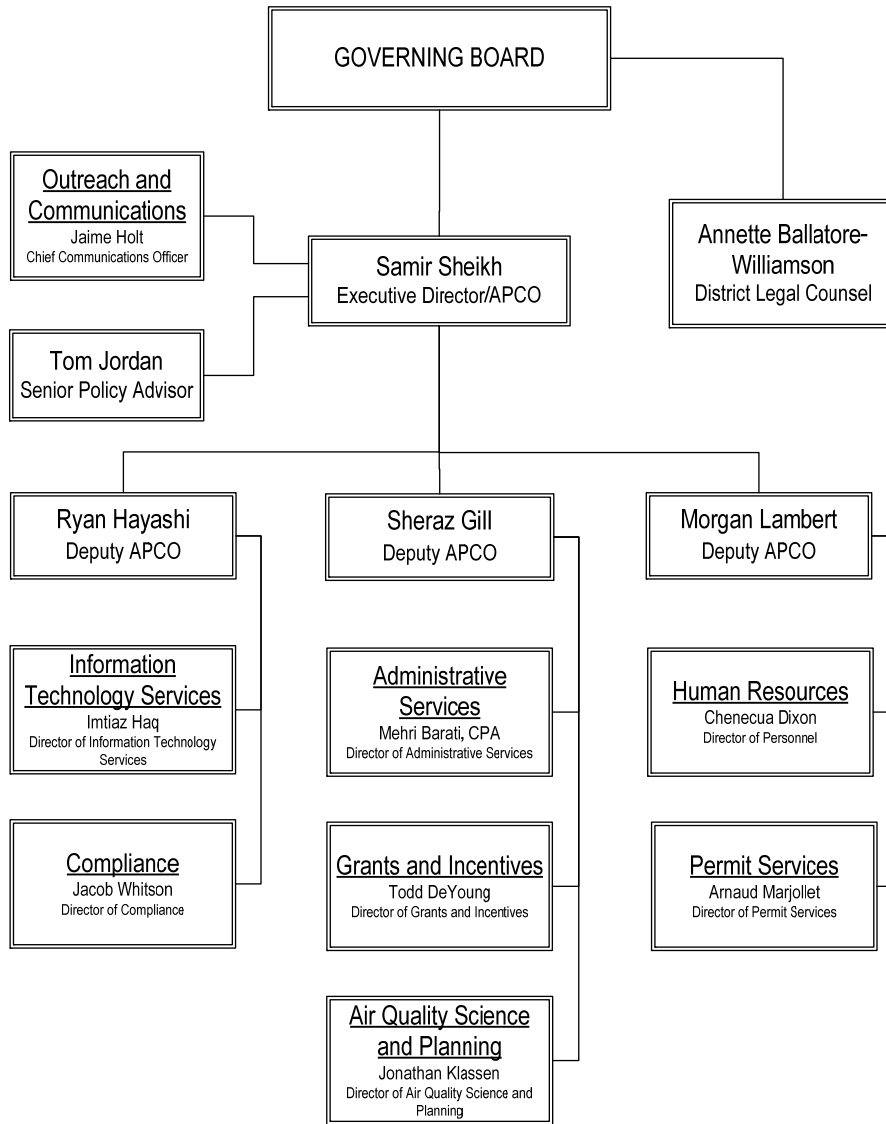 GOVERNING BOARD
Outreach and
Communications
Jaime Holt
Chief Communications Officer
Samir Sheikh
Executive Director/APCO
Annette Ballatore-
Williamson
District Legal Counsel
Tom Jordan
Senior Policy Advisor
Ryan Hayashi
Deputy APCO
Sheraz Gill
Deputy APCO
Morgan Lambert
Deputy APCO
Information
Technology Services
Imtiaz Haq
Director of Information Technology
Services
Administrative
Services
Mehri Barati, CPA
Director of Administrative Services
Human Resources
Chenecua Dixon
Director of Personnel
Compliance
Jacob Whitson
Director of Compliance
Grants and Incentives
Todd DeYoung
Director of Grants and Incentives
Permit Services
Arnaud Marjollet
Director of Permit Services
Air Quality Science
and Planning
Jonathan Klassen
Director of Air Quality Science and
Planning